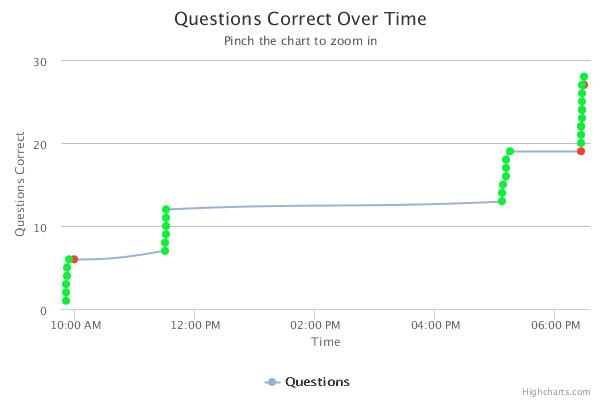 Questions Correct Over Time
Pinch the chart to zoom in
Questions Correct
30
20
10
0
10:00 AM 12:00 PM 02:00 PM 04:00 PM 06:00 PM
Time
Questions
Highcharts.com